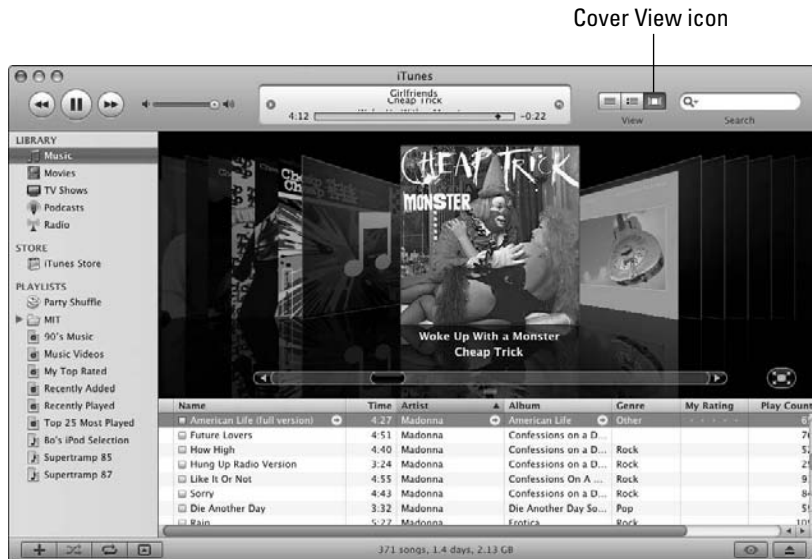 Cover View icon
iTunes
Girlfriends
Cheap Trick
4:12 -0:22
View
Search
LIBRARY
Music
Movies
TV Shows
Podcasts
Radio
STORE
iTunes Store
PLAYLISTS
Party Shuffle
MIT
90's Music
Music Videos
My Top Rated
Recently Added
Recently Played
Top 25 Most Played
Bo's iPod Selection
Supertramp 85
Supertramp 87
CHEAP TRICK
MONSTER
Woke Up With a Monster
Cheap Trick
Name Time Artist Album Genre My Rating Play Count
American Life (full version) 4:27 Madonna American Life Other
Future Lovers 4:51 Madonna Confessions on a D...
How High 4:40 Madonna Confessions on a D... Rock
Hung Up Radio Version 3:24 Madonna Confessions on a D... Rock
Like It Or Not 4:55 Madonna Confessions On A ... Rock
Sorry 4:43 Madonna Confessions on a D... Rock
Die Another Day 3:32 Madonna Die Another Day So... Pop
Rain 5:27 Madonna Erotica Rock
371 songs, 1.4 days, 2.13 GB